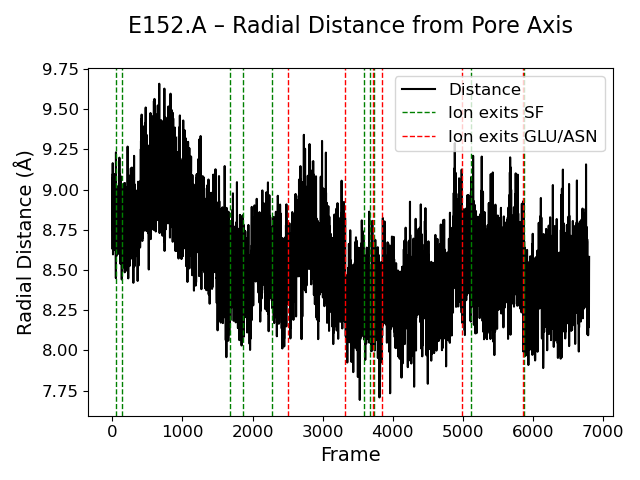 E152.A – Radial Distance from Pore Axis
Radial Distance (Å)
9.75
9.50
9.25
9.00
8.75
8.50
8.25
8.00
7.75
Distance
Ion exits SF
Ion exits GLU/ASN
0 1000 2000 3000 4000 5000 6000 7000
Frame